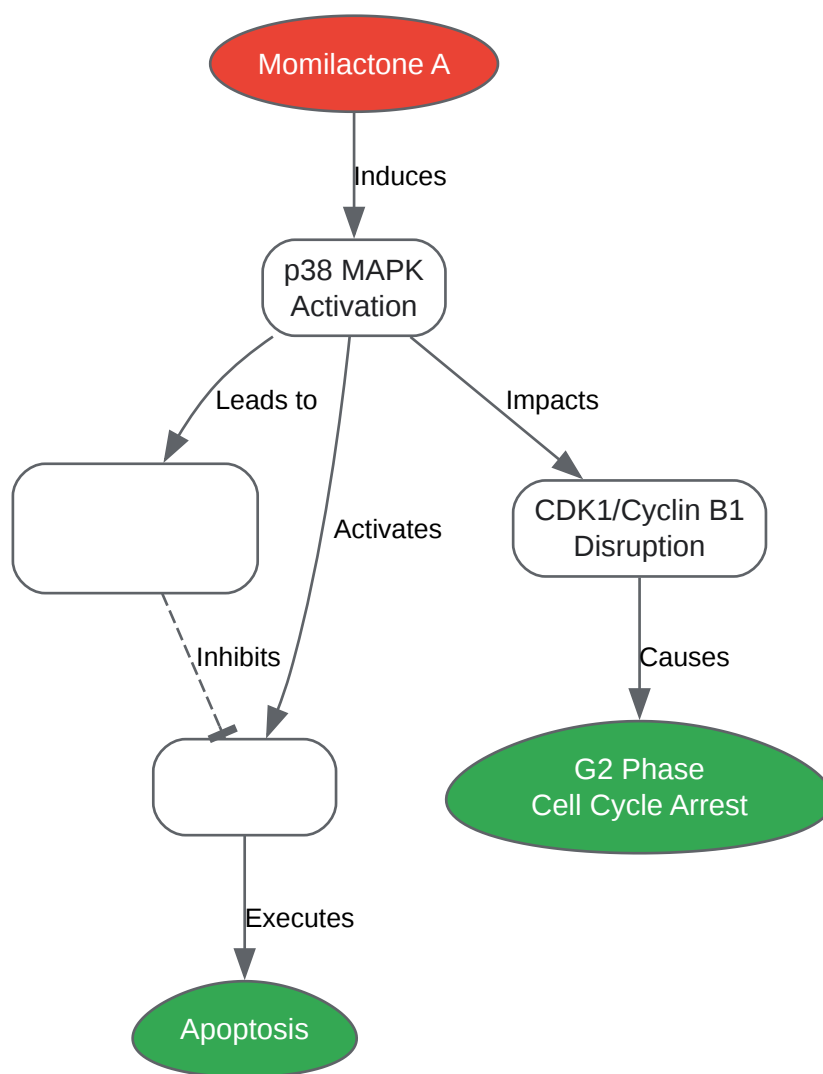 Momilactone A
Induces
p38 MAPK
Activation
Leads to
Impacts
Activates
CDK1/Cyclin B1
Disruption
Inhibits
Causes
G2 Phase
Cell Cycle Arrest
Executes
Apoptosis